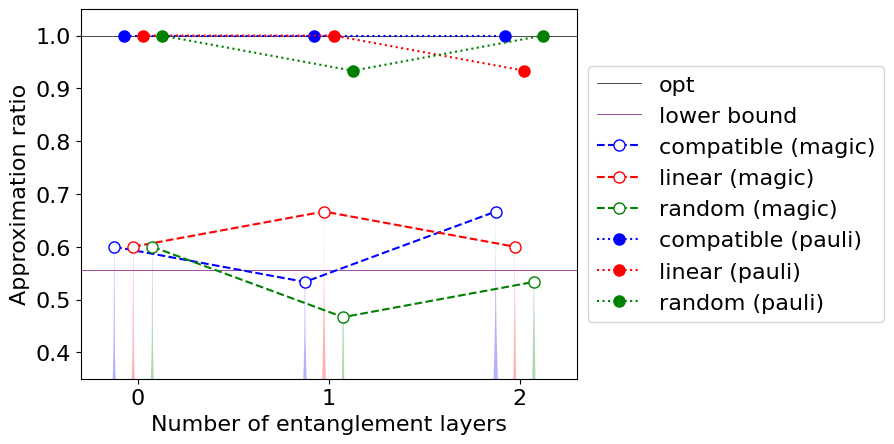 Approximation ratio
1.0
0.9
0.8
0.7
0.6
0.5
0.4
0
1
2
Number of entanglement layers
opt
lower bound
compatible (magic)
linear (magic)
random (magic)
compatible (pauli)
linear (pauli)
random (pauli)